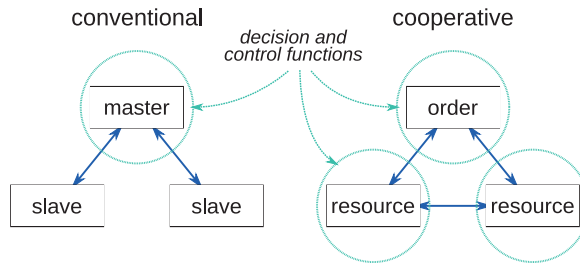 conventional
decision and
control functions
cooperative
master
order
slave
slave
resource
resource